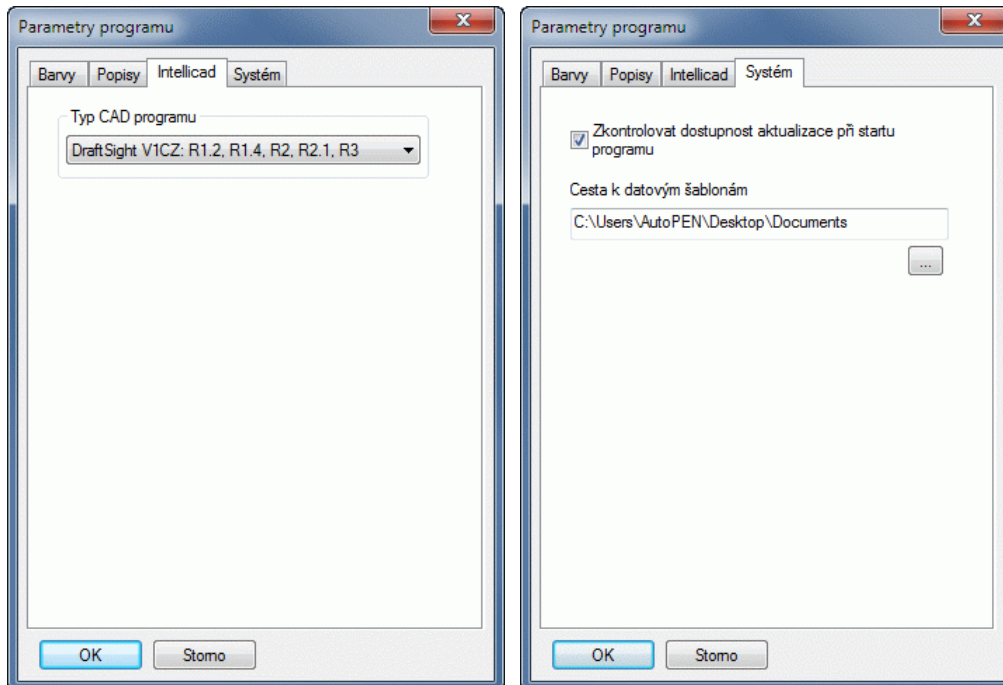 Parametry programu
Barvy Popisy Intellicad Systém
Typ CAD programu
DraftSight V1CZ: R1.2, R1.4, R2, R2.1, R3
OK Storno
Parametry programu
Barvy Popisy Intellicad Systém
Zkontrolovat dostupnost aktualizace při startu
programu
Cesta k datovým šablonám
C:\Users\AutoPEN\Desktop\Documents
...
OK Storno